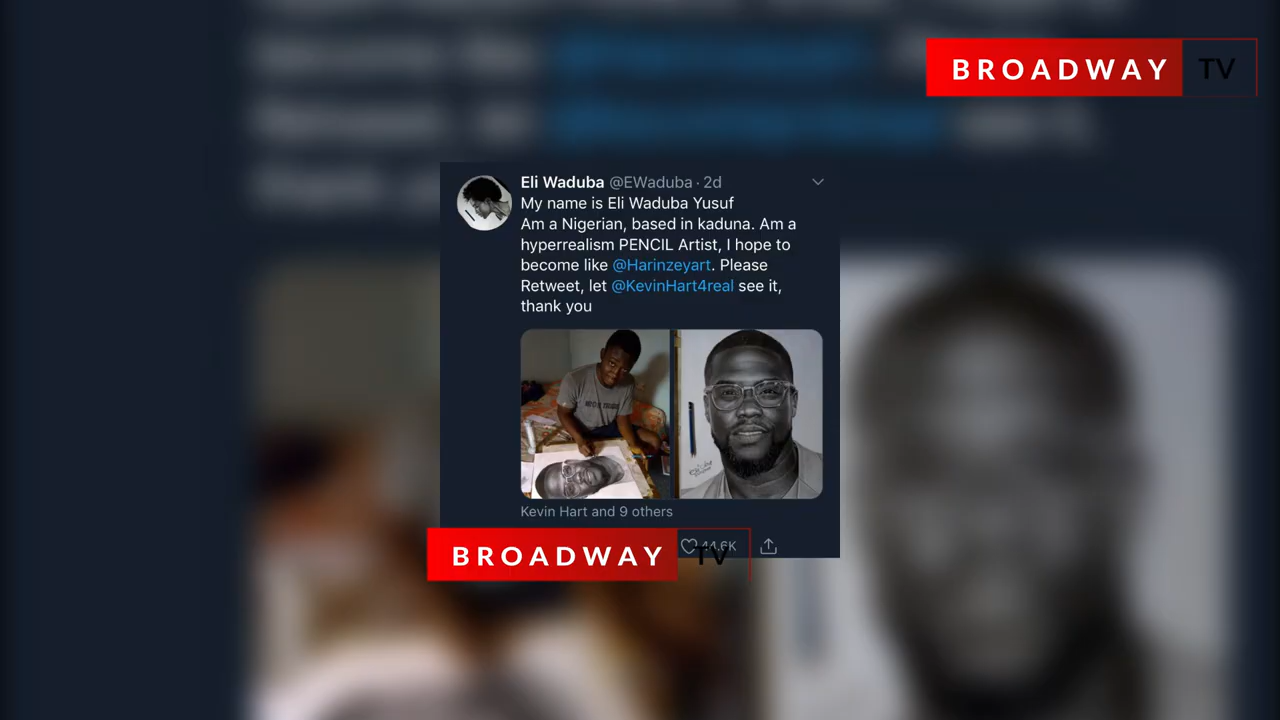 BROADWAY TV
Eli Waduba @EWaduba · 2d
My name is Eli Waduba Yusuf
Am a Nigerian, based in kaduna. Am a
hyperrealism PENCIL Artist, I hope to
become like @Harinzeyart. Please
Retweet, let @KevinHart4real see it,
thank you
Kevin Hart and 9 others
44.6K
BROADWAY TV